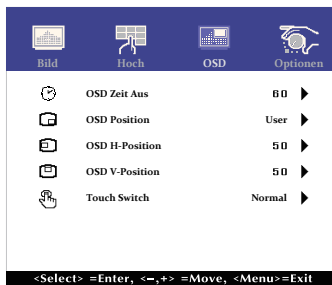 Bild Hoch OSD Optionen
OSD Zeit Aus 60
OSD Position User
OSD H-Position 50
OSD V-Position 50
Touch Switch Normal
<Select> =Enter, <−,+> =Move, <Menu>=Exit